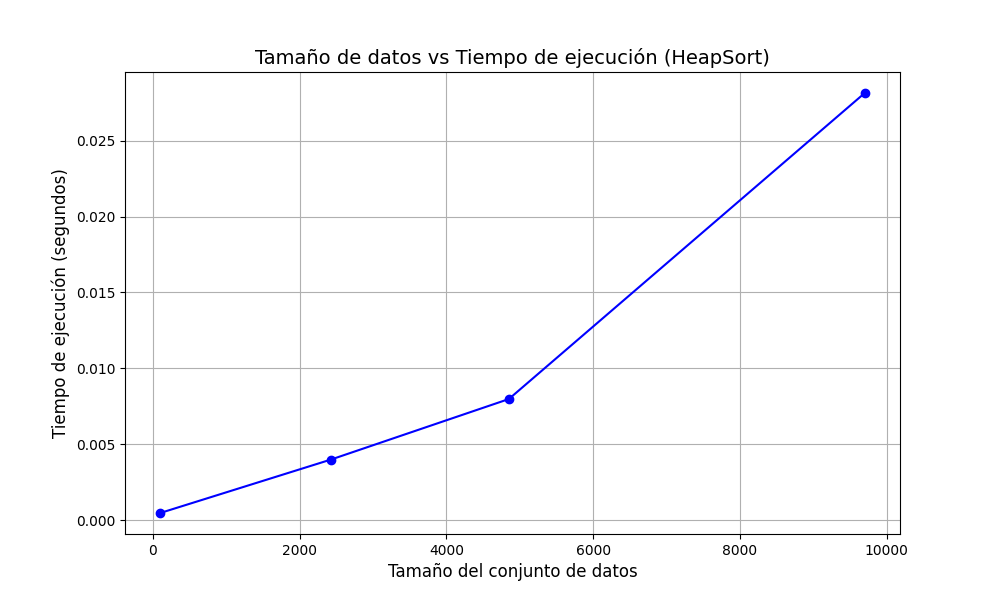 Tamaño de datos vs Tiempo de ejecución (HeapSort)
Tiempo de ejecución (segundos)
0.025
0.020
0.015
0.010
0.005
0.000
0 2000 4000 6000 8000 10000
Tamaño del conjunto de datos